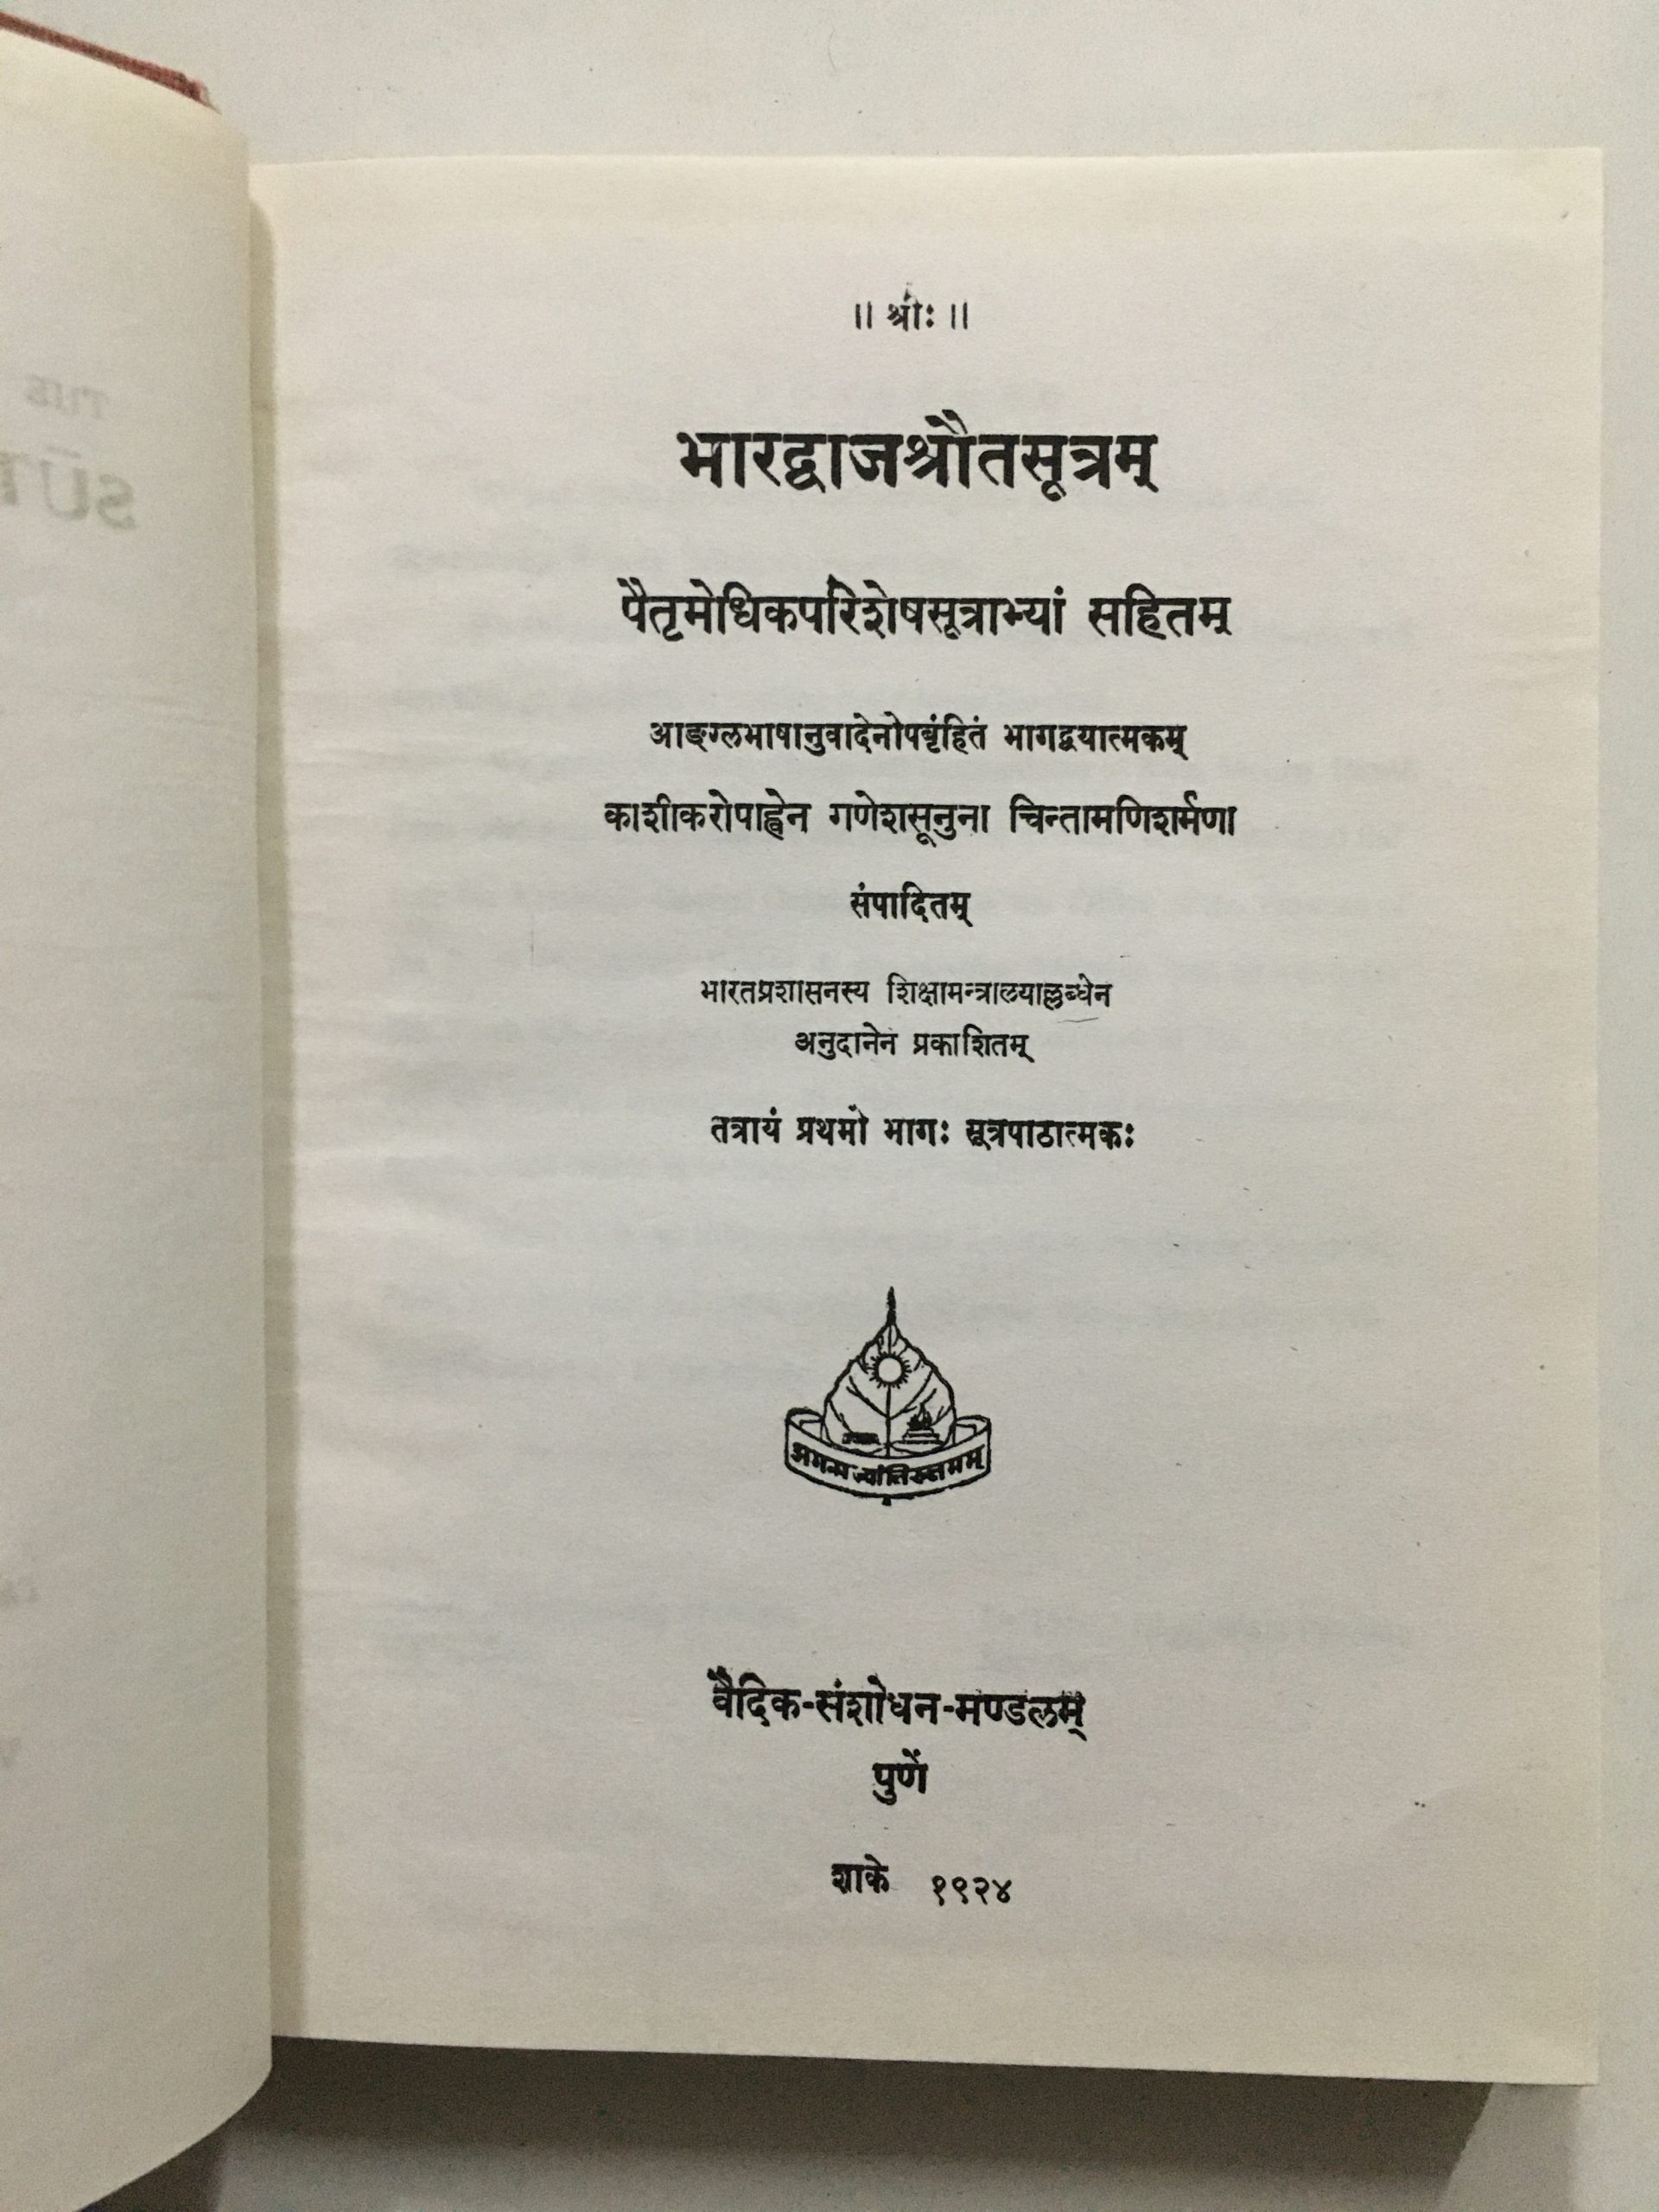 ॥ श्रीः ॥
भारद्वाजश्रौतसूत्रम्
पैतृमेधिकपरिशेषसूत्राभ्यां सहितम्
आङ्ग्लभाषानुवादेनोपबृंहितं भागद्वयात्मकम्
काशीकरोपाह्वेन गणेशसूनुना चिन्तामणिशर्मणा
संपादितम्
भारतप्रशासनस्य शिक्षामन्त्रालयाल्लब्धेन
अनुदानेन प्रकाशितम्
तत्रायं प्रथमो भागः सूत्रपाठात्मकः
अगन्म ज्योतिरुत्तमम्
वैदिक-संशोधन-मण्डलम्
पुणें
शाके १९२४